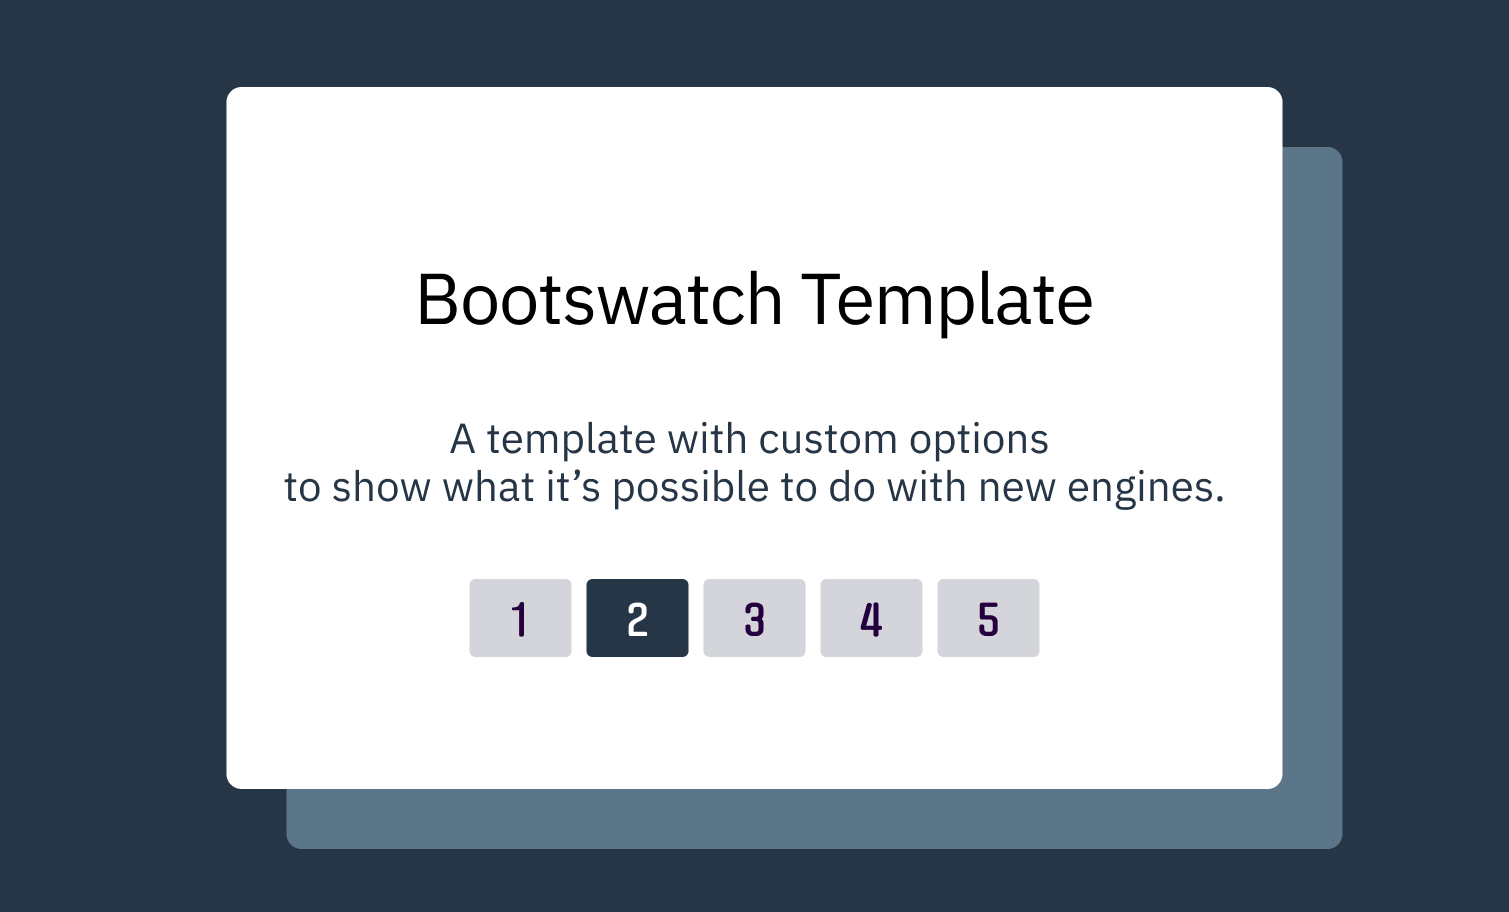 Bootswatch Template
A template with custom options
to show what it’s possible to do with new engines.
1 2 3 4 5